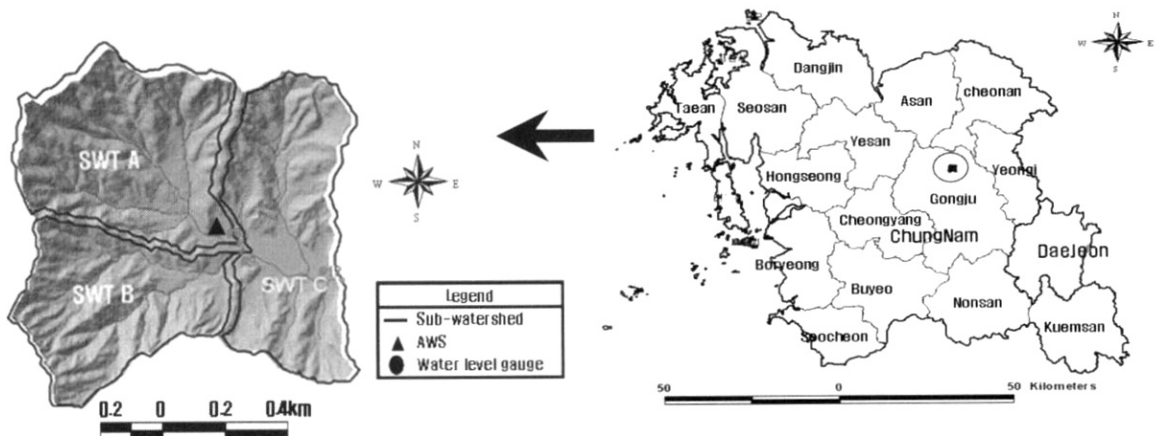 SWT A
SWT B
SWT C
N
W E
S
Legend
Sub-watershed
AWS
Water level gauge
0.2 0 0.2 0.4km
N
W E
S
Dangjin
Asan
cheonan
Taean
Seosan
Yesan
Hongseong
Yeongi
Gongju
Cheongyang
ChungNam
DaeJeon
Boryeong
Buyeo
Nonsan
Kuemsan
Seocheon
50 0 50 Kilometers